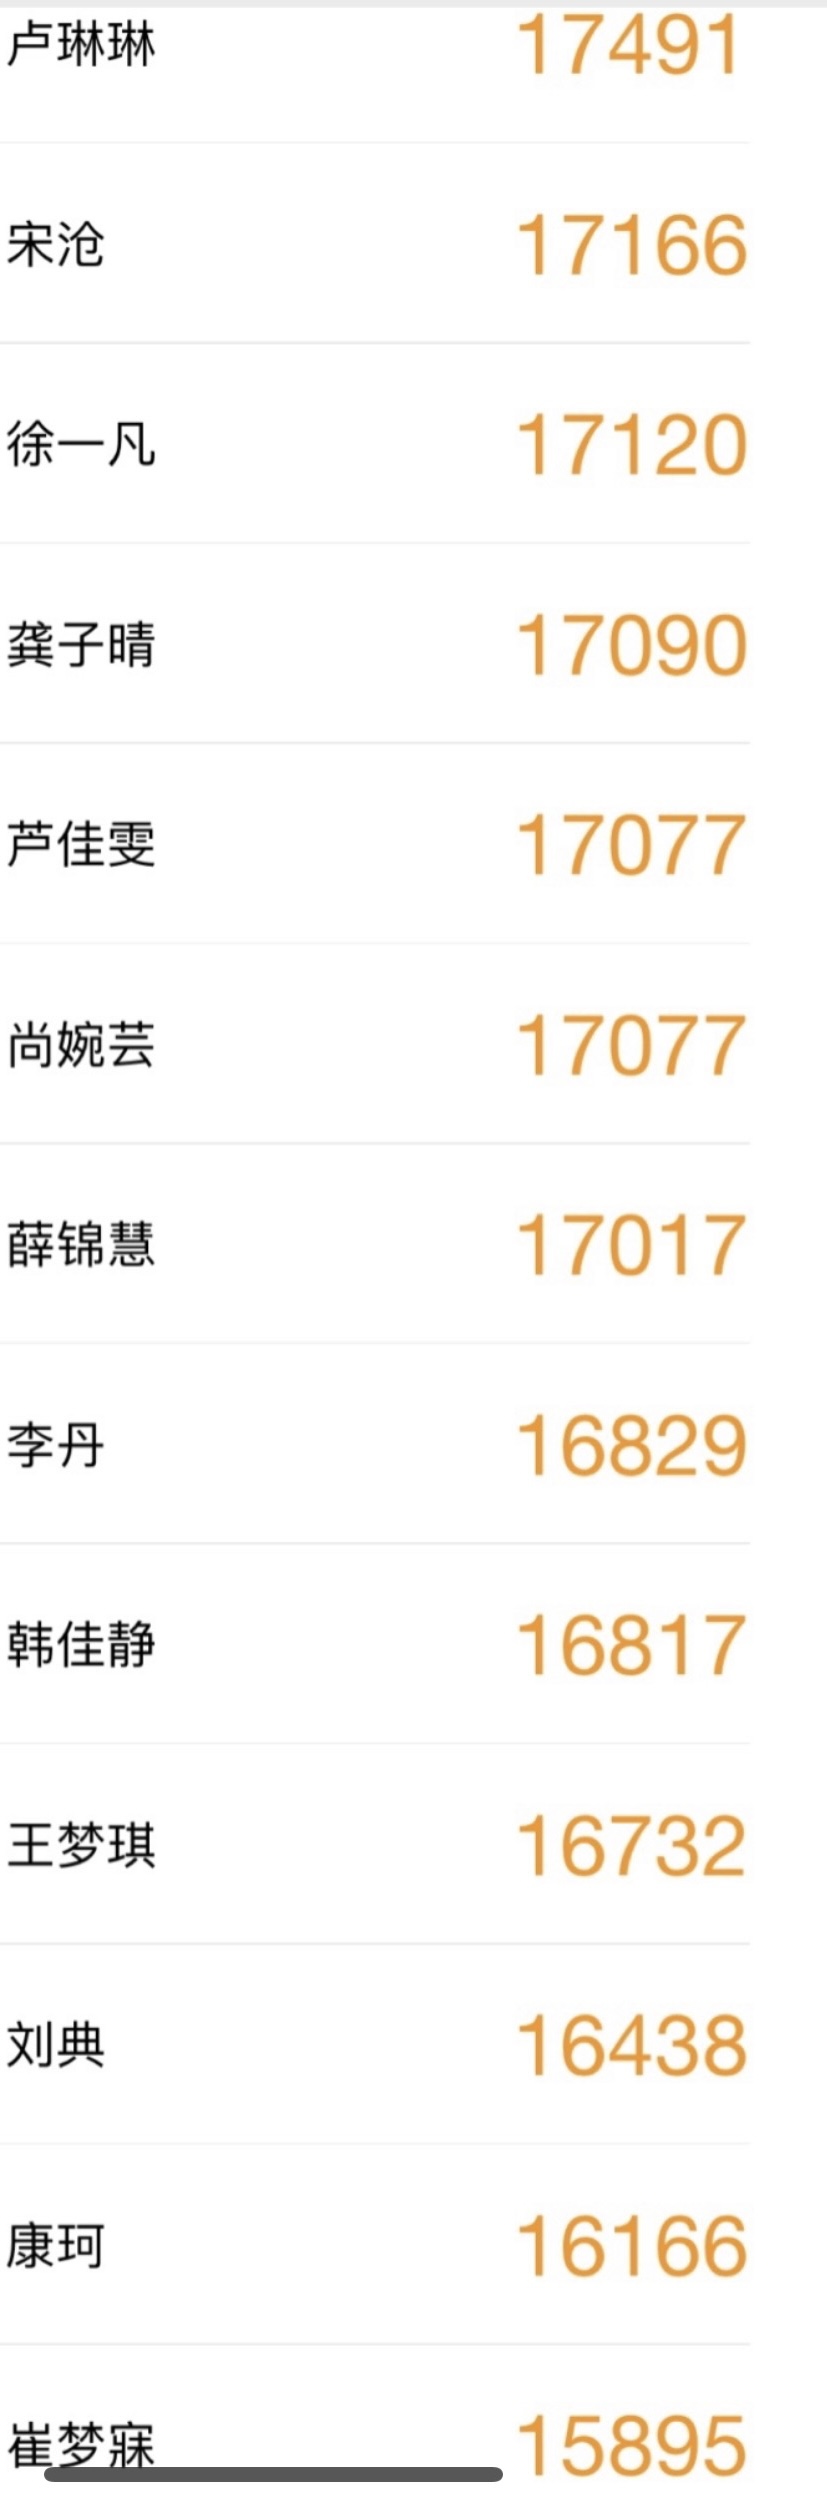 卢琳琳 17491
宋沧 17166
徐一凡 17120
龚子晴 17090
芦佳雯 17077
尚婉芸 17077
薛锦慧 17017
李丹 16829
韩佳静 16817
王梦琪 16732
刘典 16438
康珂 16166
崔梦寐 15895